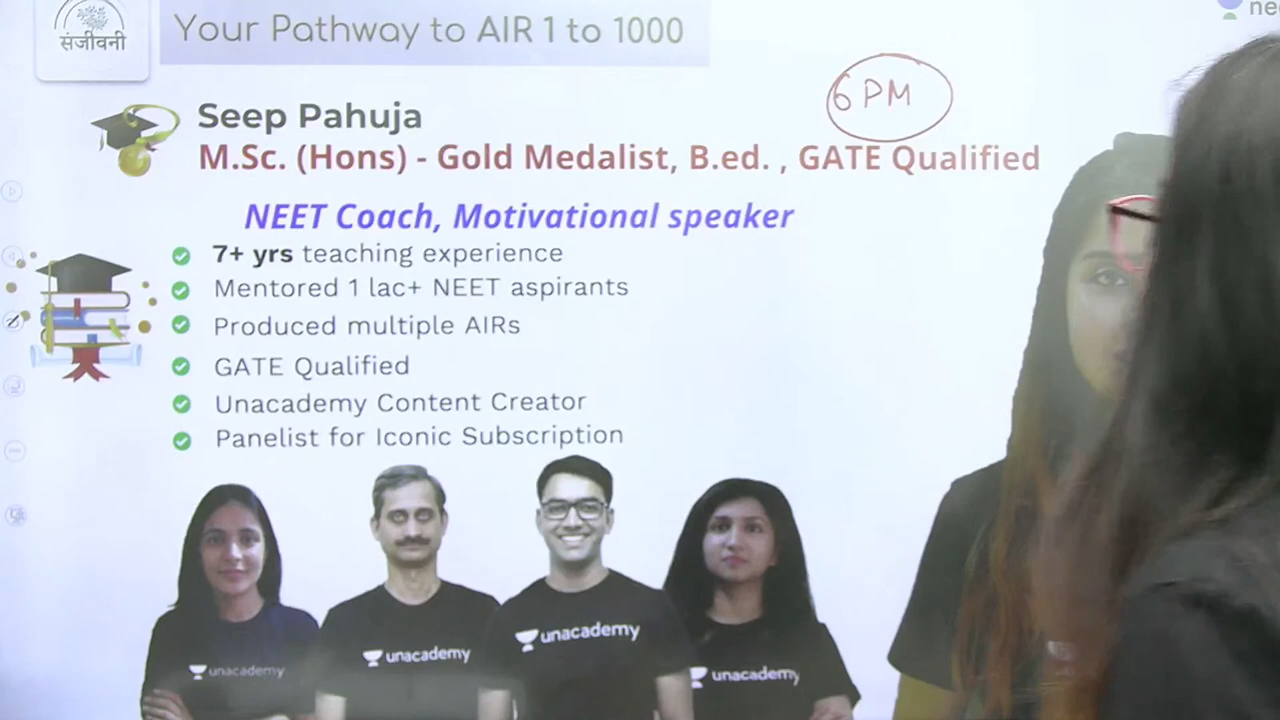 संजीवनी
Your Pathway to AIR 1 to 1000
6 PM
Seep Pahuja
M.Sc. (Hons) - Gold Medalist, B.ed. , GATE Qualified
NEET Coach, Motivational speaker
7+ yrs teaching experience
Mentored 1 lac+ NEET aspirants
Produced multiple AIRs
GATE Qualified
Unacademy Content Creator
Panelist for Iconic Subscription
unacademy
unacademy
unacademy
unacademy